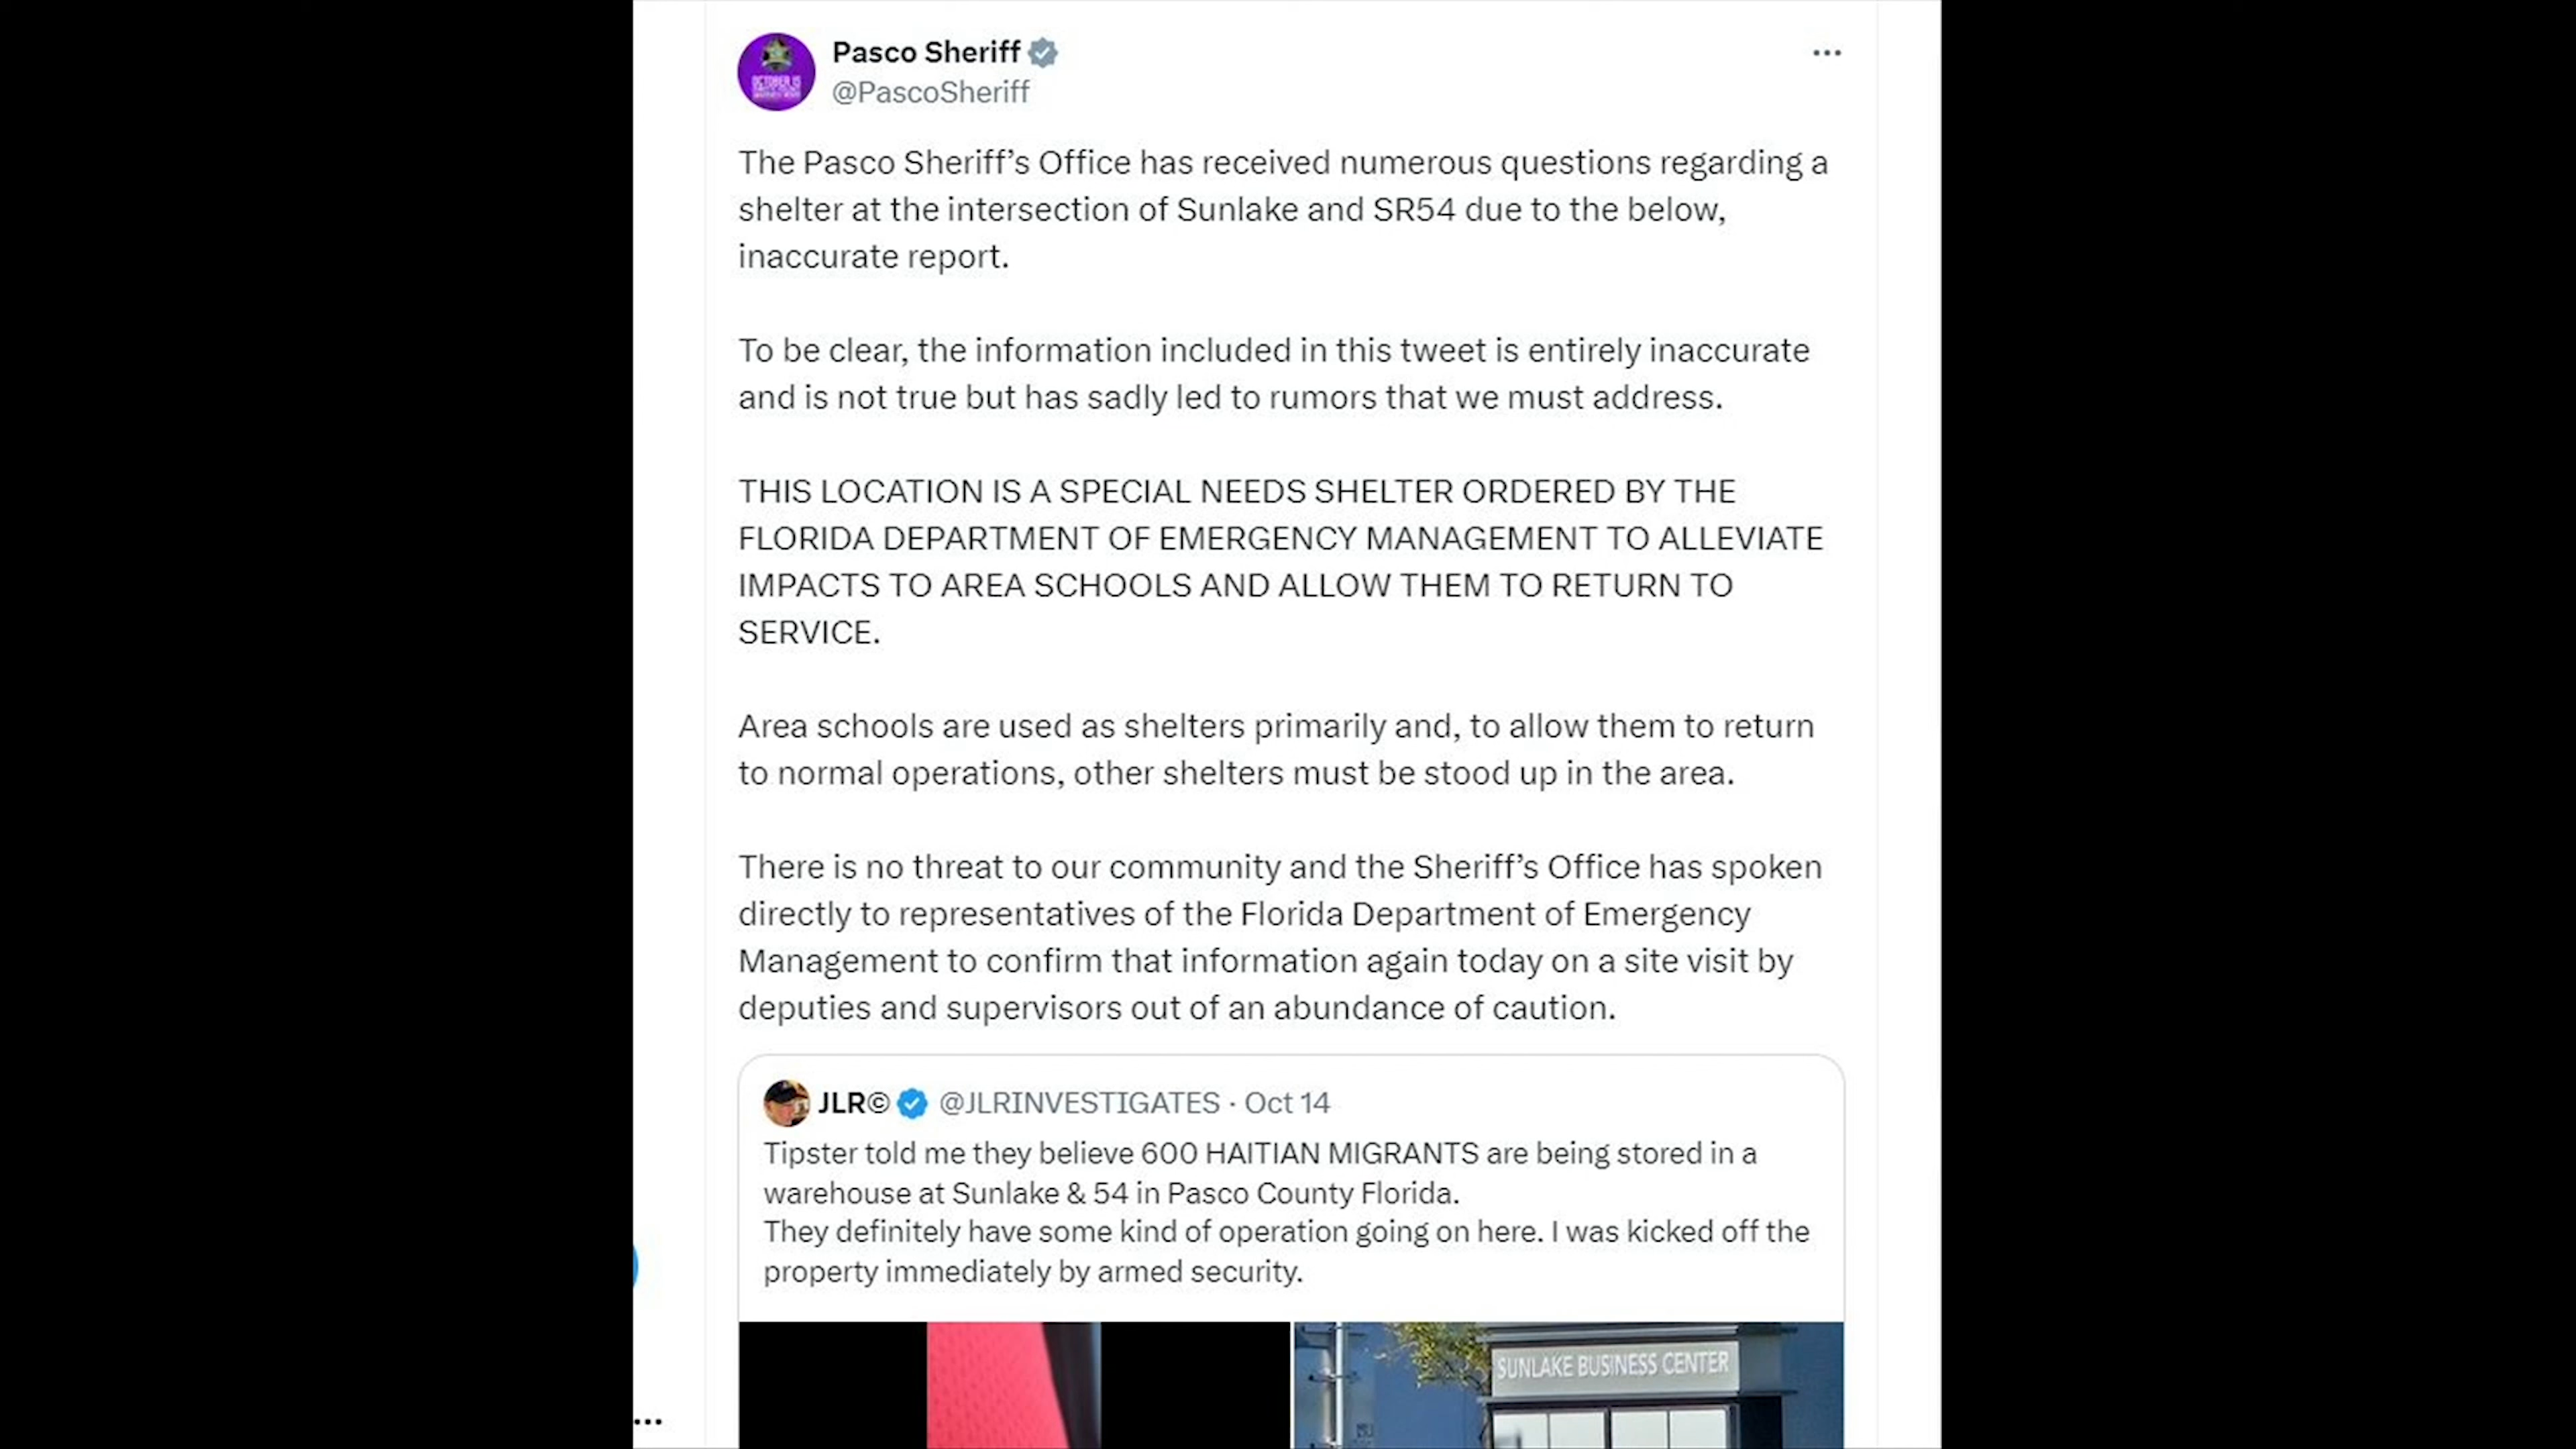 Pasco Sheriff
@PascoSheriff
The Pasco Sheriff's Office has received numerous questions regarding a
shelter at the intersection of Sunlake and SR54 due to the below,
inaccurate report.
To be clear, the information included in this tweet is entirely inaccurate
and is not true but has sadly led to rumors that we must address.
THIS LOCATION IS A SPECIAL NEEDS SHELTER ORDERED BY THE
FLORIDA DEPARTMENT OF EMERGENCY MANAGEMENT TO ALLEVIATE
IMPACTS TO AREA SCHOOLS AND ALLOW THEM TO RETURN TO
SERVICE.
Area schools are used as shelters primarily and, to allow them to return
to normal operations, other shelters must be stood up in the area.
There is no threat to our community and the Sheriff's Office has spoken
directly to representatives of the Florida Department of Emergency
Management to confirm that information again today on a site visit by
deputies and supervisors out of an abundance of caution.
JLR© @JLRINVESTIGATES · Oct 14
Tipster told me they believe 600 HAITIAN MIGRANTS are being stored in a
warehouse at Sunlake & 54 in Pasco County Florida.
They definitely have some kind of operation going on here. I was kicked off the
property immediately by armed security.
SUNLAKE BUSINESS CENTER